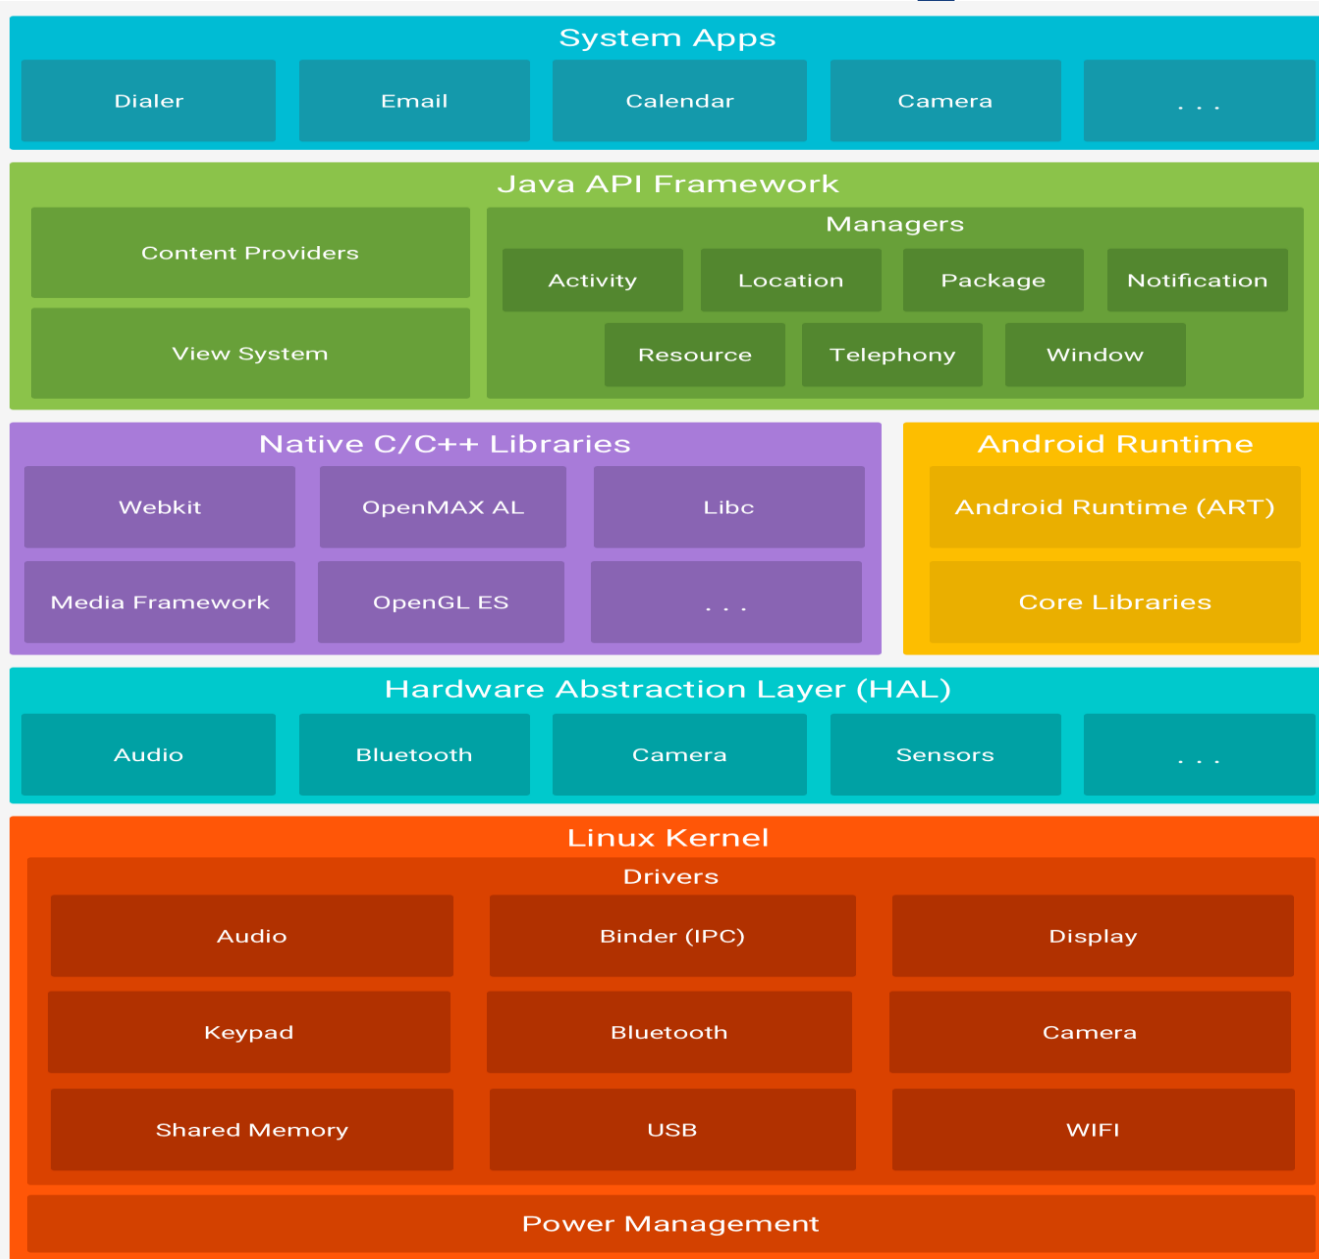 System Apps
Dialer
Email
Calendar
Camera
. . .
Java API Framework
Content Providers
View System
Managers
Activity
Location
Package
Notification
Resource
Telephony
Window
Native C/C++ Libraries
Webkit
OpenMAX AL
Libc
Media Framework
OpenGL ES
. . .
Android Runtime
Android Runtime (ART)
Core Libraries
Hardware Abstraction Layer (HAL)
Audio
Bluetooth
Camera
Sensors
. . .
Linux Kernel
Drivers
Audio
Binder (IPC)
Display
Keypad
Bluetooth
Camera
Shared Memory
USB
WIFI
Power Management